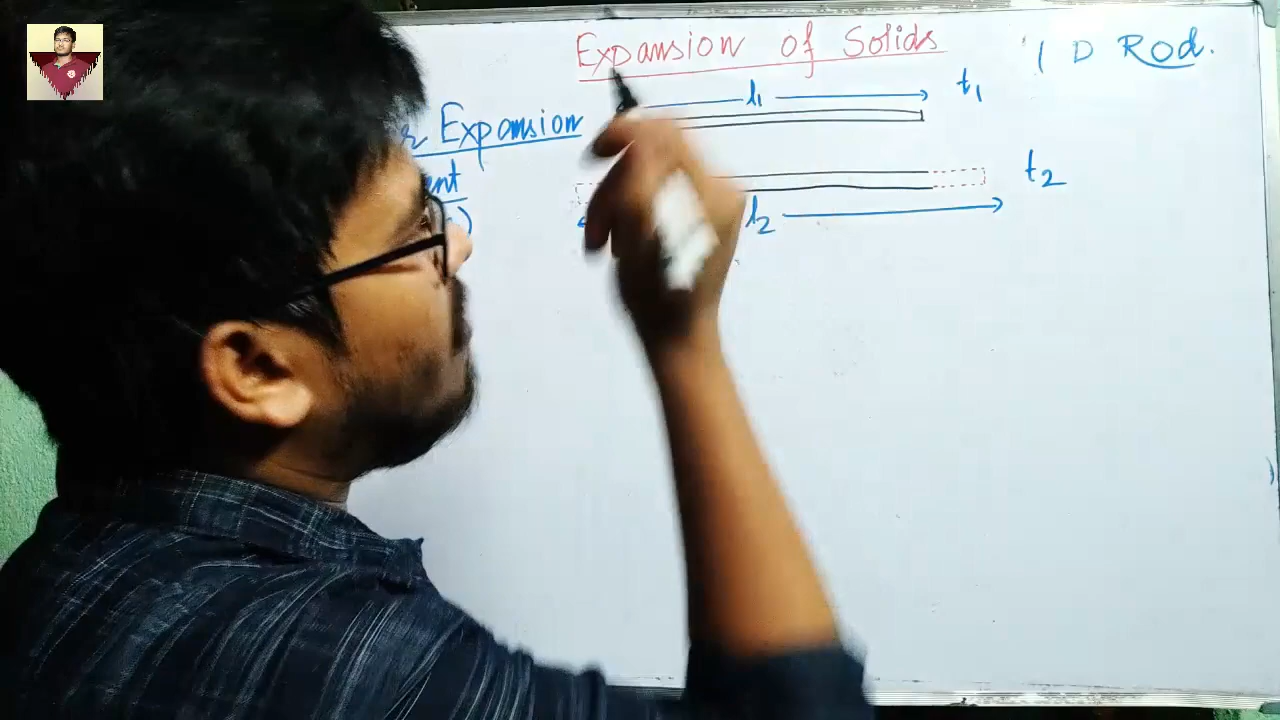 Expansion of Solids
1 D Rod.
l₁
t₁
Expansion
t₂
l₂